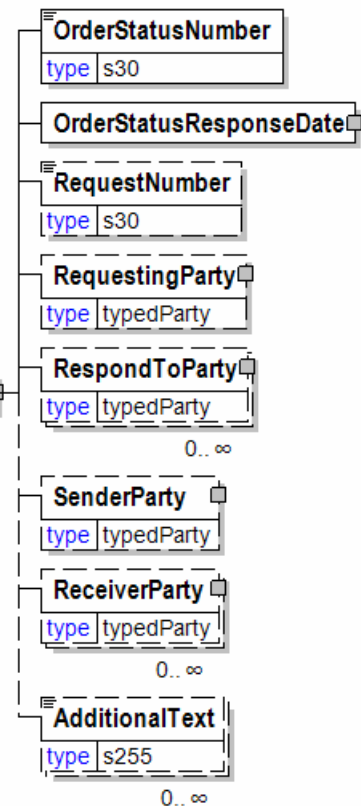 OrderStatusNumber
type s30
OrderStatusResponseDate
RequestNumber
type s30
RequestingParty
type typedParty
RespondToParty
type typedParty
0.. ∞
SenderParty
type typedParty
ReceiverParty
type typedParty
0.. ∞
AdditionalText
type s255
0.. ∞